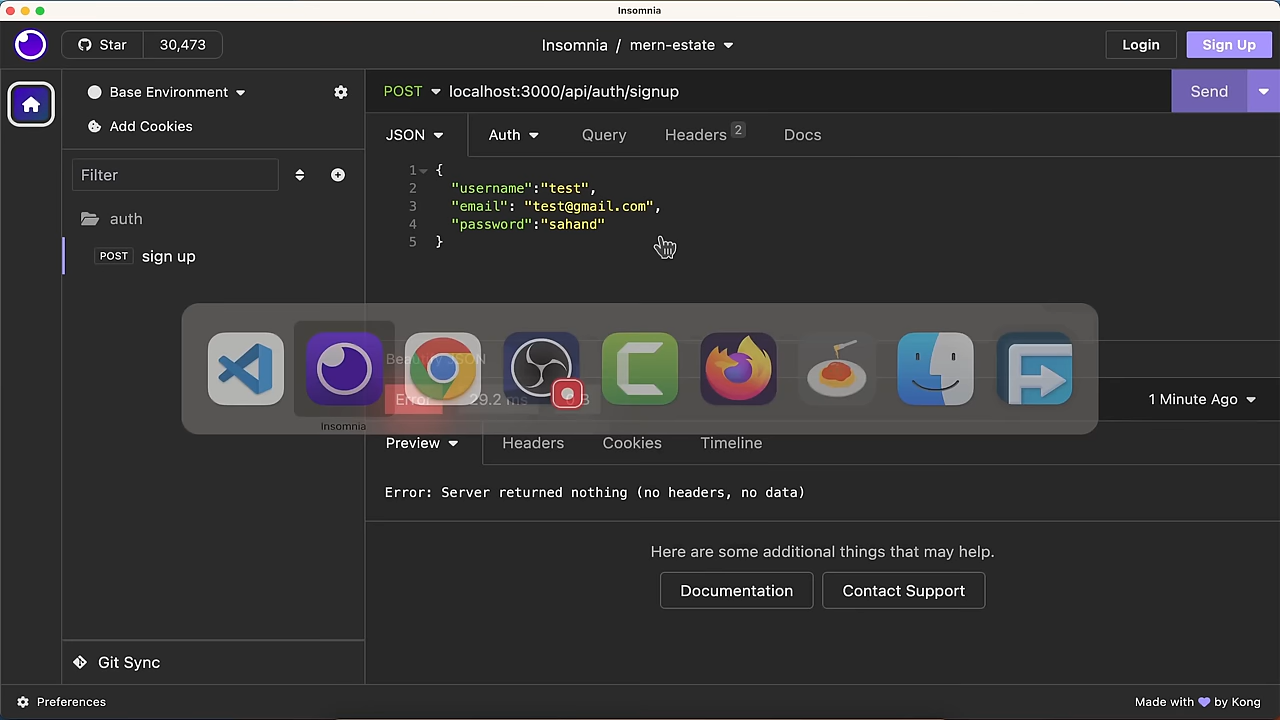 Insomnia
Star 30,473
Insomnia / mern-estate
Login Sign Up
Base Environment
Add Cookies
Filter
auth
POST sign up
Git Sync
Preferences
POST localhost:3000/api/auth/signup Send
JSON Auth Query Headers 2 Docs
1 {
2 "username":"test",
3 "email": "test@gmail.com",
4 "password":"sahand"
5 }
Insomnia
Error 29.2 ms
1 Minute Ago
Preview Headers Cookies Timeline
Error: Server returned nothing (no headers, no data)
Here are some additional things that may help.
Documentation Contact Support
Made with by Kong